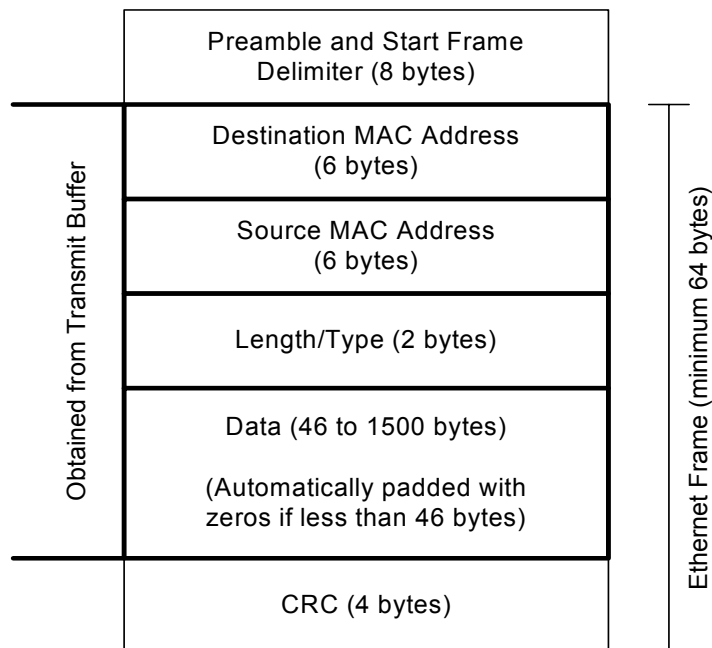 Preamble and Start Frame
Delimiter (8 bytes)
Destination MAC Address
(6 bytes)
Source MAC Address
(6 bytes)
Length/Type (2 bytes)
Data (46 to 1500 bytes)
(Automatically padded with
zeros if less than 46 bytes)
CRC (4 bytes)
Obtained from Transmit Buffer
Ethernet Frame (minimum 64 bytes)